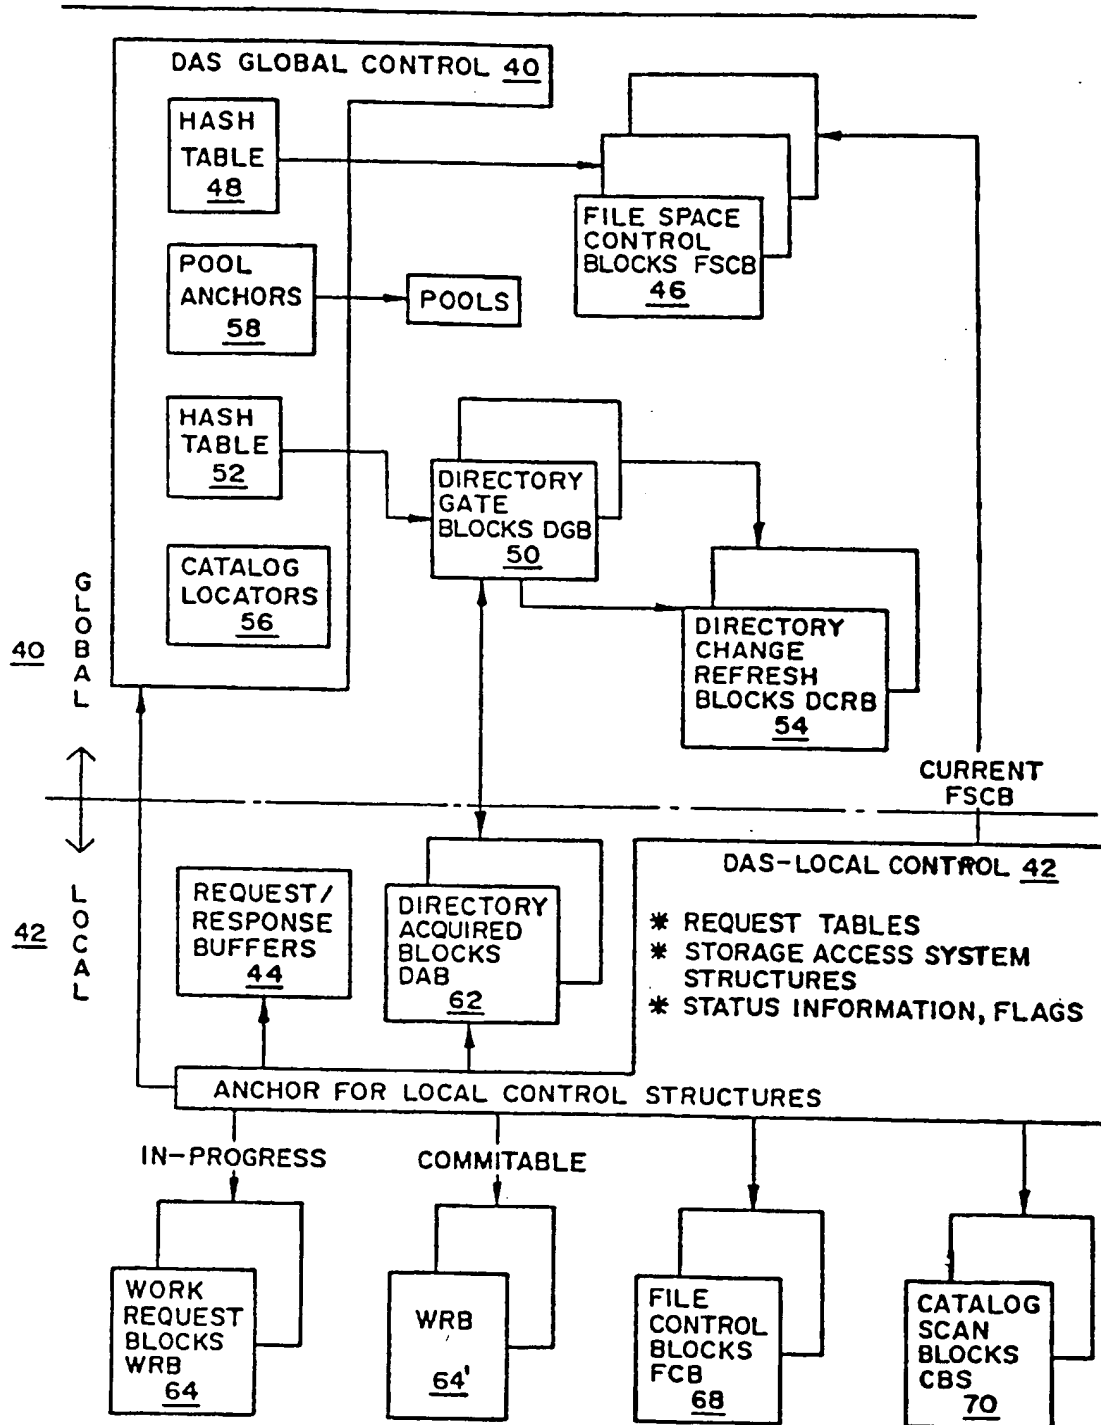 DAS GLOBAL CONTROL 40
HASH
TABLE
48
POOL
ANCHORS
58
POOLS
HASH
TABLE
52
CATALOG
LOCATORS
56
FILE SPACE
CONTROL
BLOCKS FSCB
46
DIRECTORY
GATE
BLOCKS DGB
50
DIRECTORY
CHANGE
REFRESH
BLOCKS DCRB
54
40
GLOBAL
CURRENT
FSCB
42
LOCAL
REQUEST/
RESPONSE
BUFFERS
44
DIRECTORY
ACQUIRED
BLOCKS
DAB
62
DAS-LOCAL CONTROL 42
* REQUEST TABLES
* STORAGE ACCESS SYSTEM
STRUCTURES
* STATUS INFORMATION, FLAGS
ANCHOR FOR LOCAL CONTROL STRUCTURES
IN-PROGRESS
COMMITABLE
WORK
REQUEST
BLOCKS
WRB
64
WRB
64'
FILE
CONTROL
BLOCKS
FCB
68
CATALOG
SCAN
BLOCKS
CBS
70